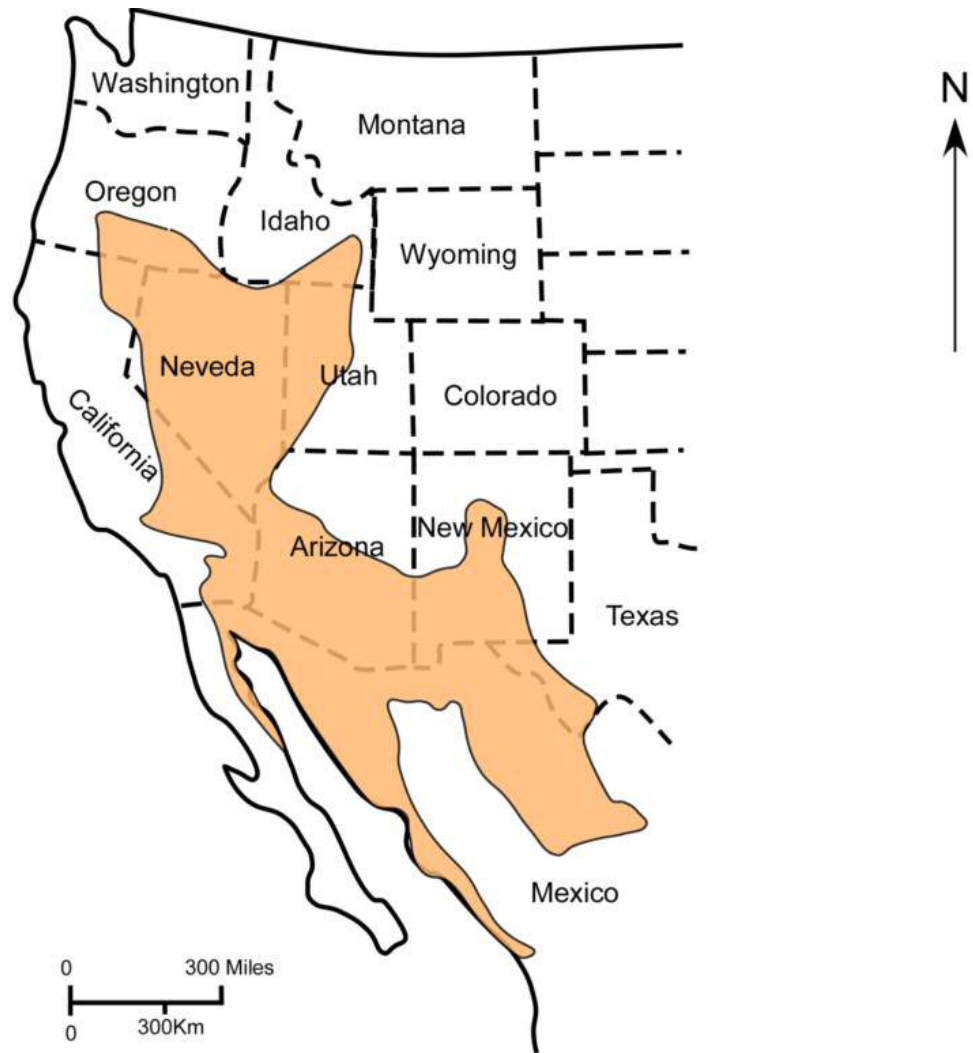 Washington
Montana
N
Oregon
Idaho
Wyoming
Neveda
Utah
Colorado
California
New Mexico
Arizona
Texas
Mexico
0 300 Miles
0 300Km